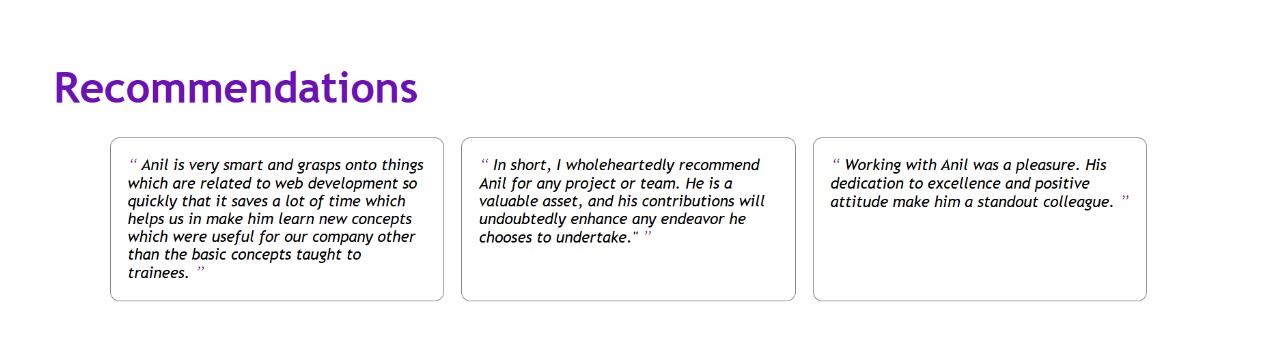 Recommendations
“ Anil is very smart and grasps onto things
which are related to web development so
quickly that it saves a lot of time which
helps us in make him learn new concepts
which were useful for our company other
than the basic concepts taught to
trainees. ”
“ In short, I wholeheartedly recommend
Anil for any project or team. He is a
valuable asset, and his contributions will
undoubtedly enhance any endeavor he
chooses to undertake." ”
“ Working with Anil was a pleasure. His
dedication to excellence and positive
attitude make him a standout colleague. ”